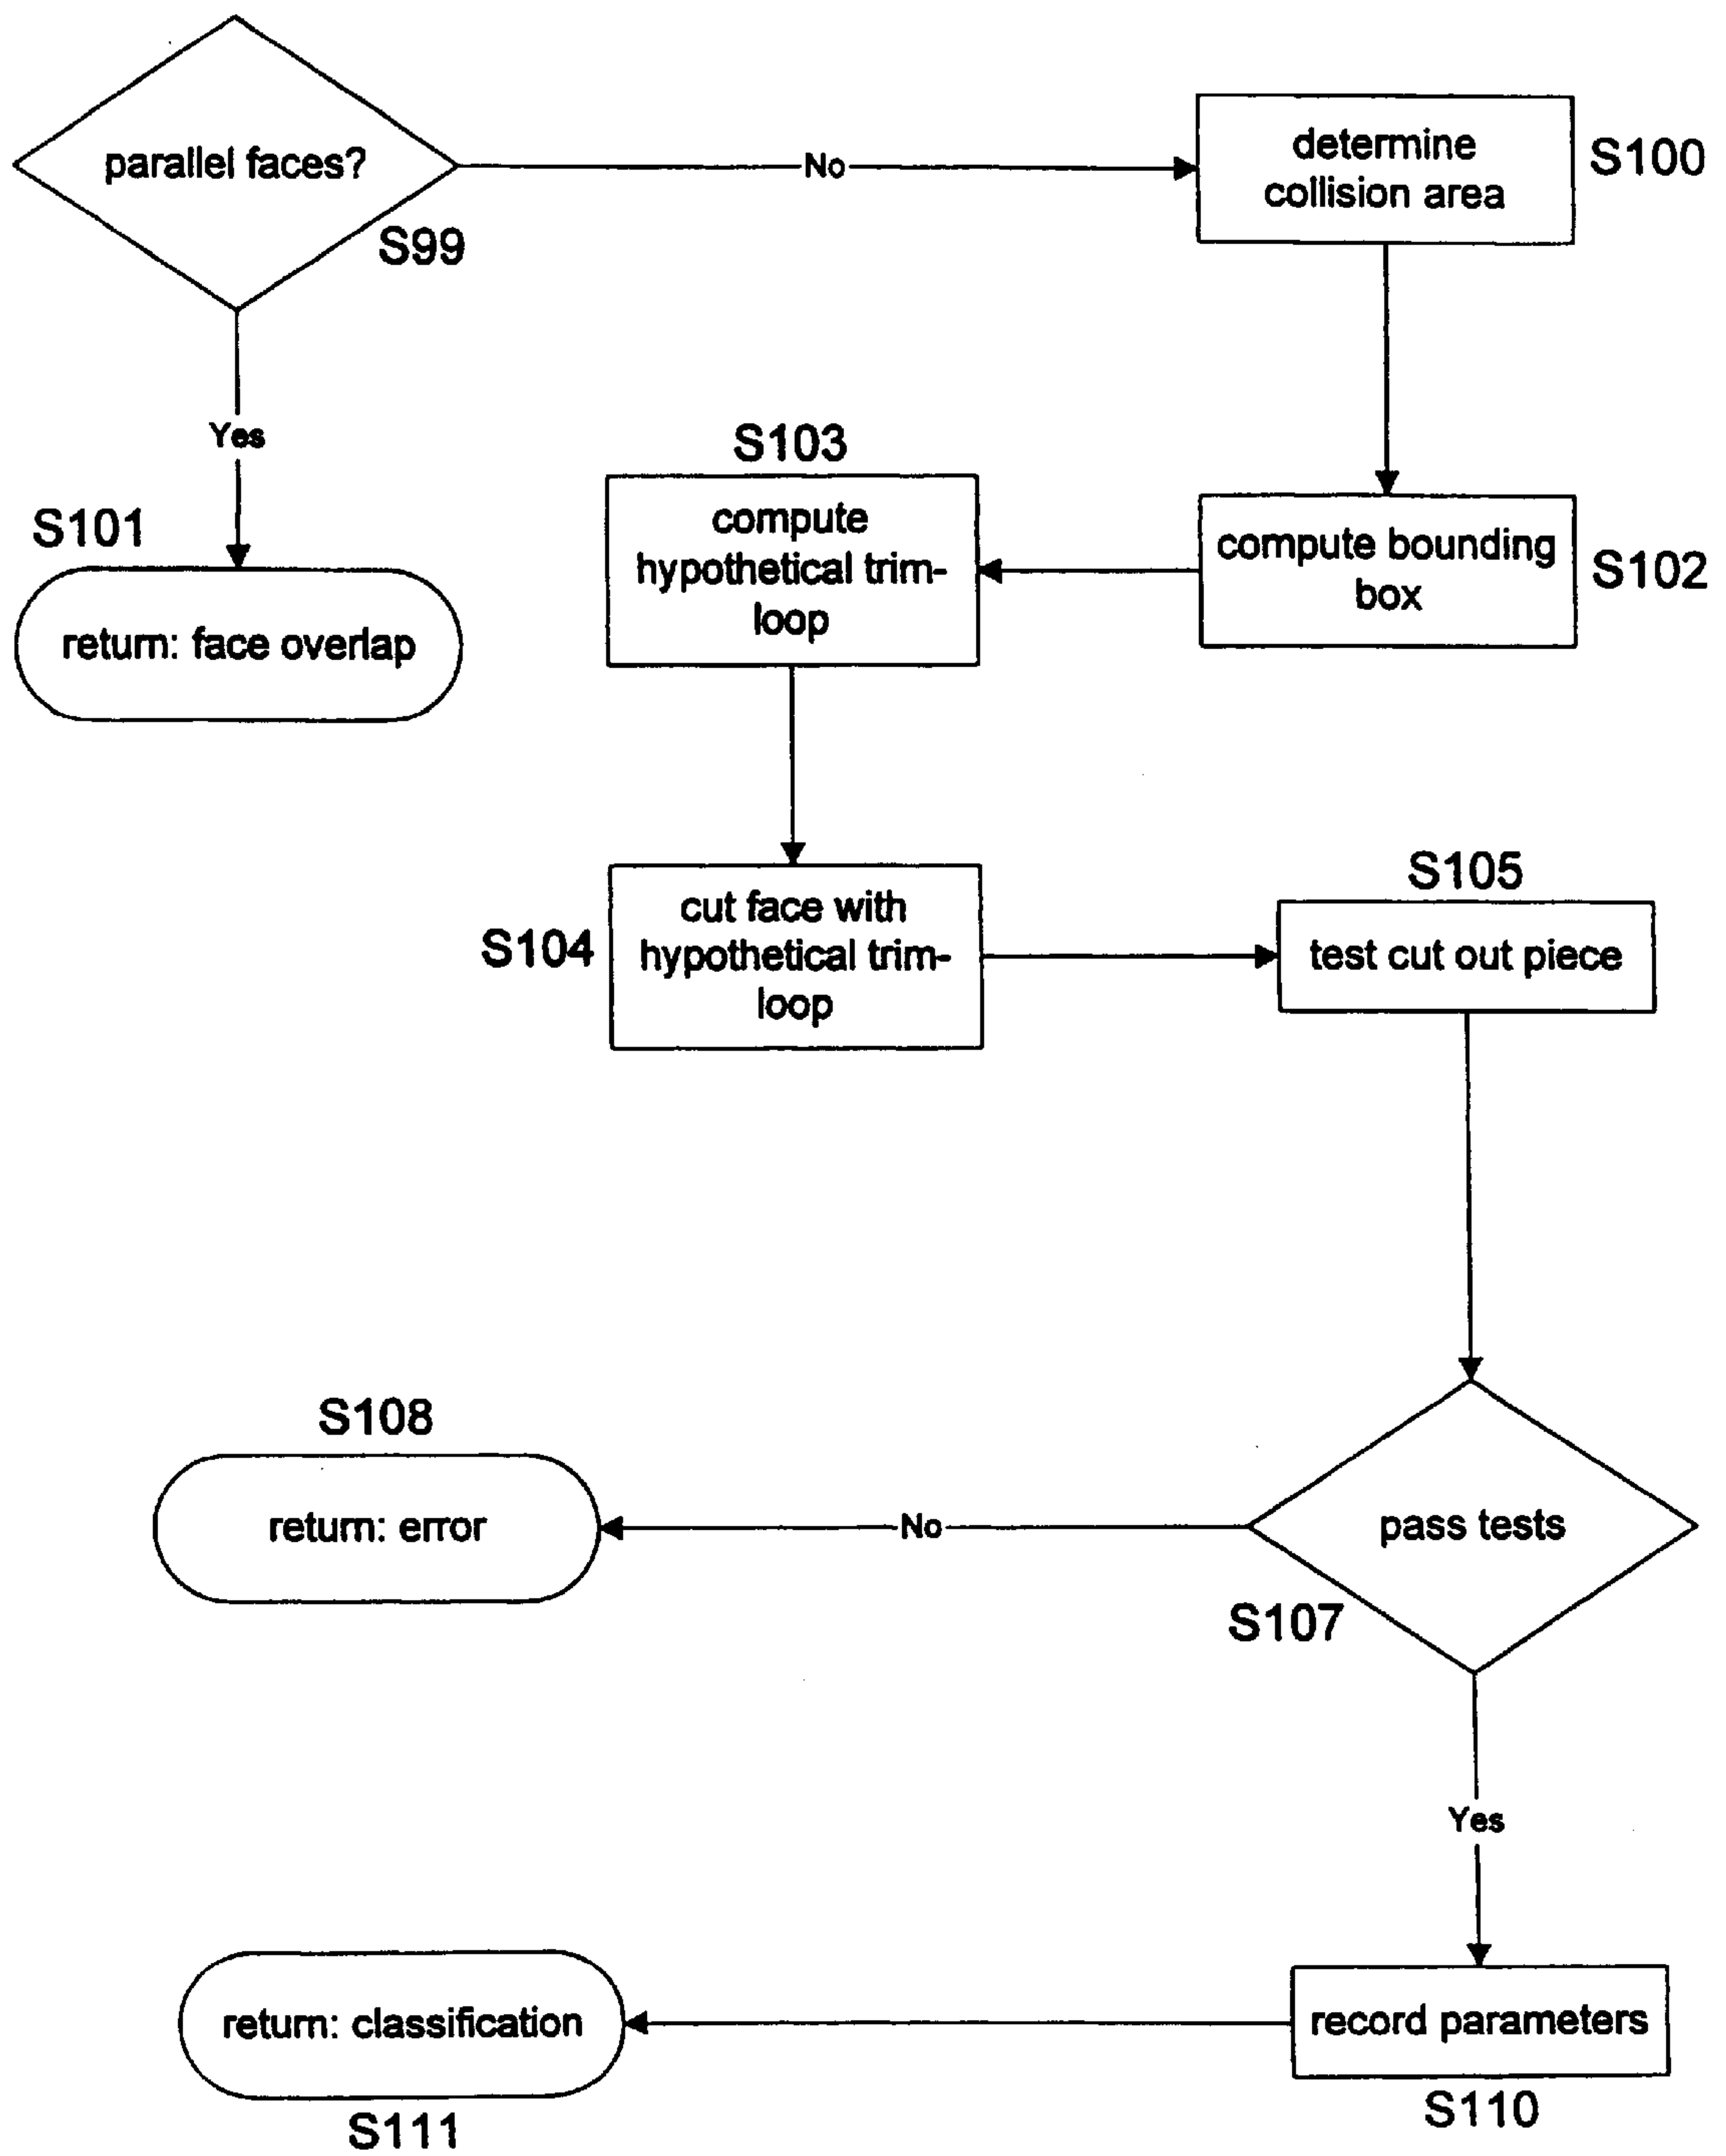 parallel faces?
S99
No
determine
collision area
S100
Yes
S101
return: face overlap
S103
compute
hypothetical trim-
loop
compute bounding
box
S102
S104
cut face with
hypothetical trim-
loop
S105
test cut out piece
S108
return: error
No
pass tests
S107
Yes
return: classification
S111
record parameters
S110